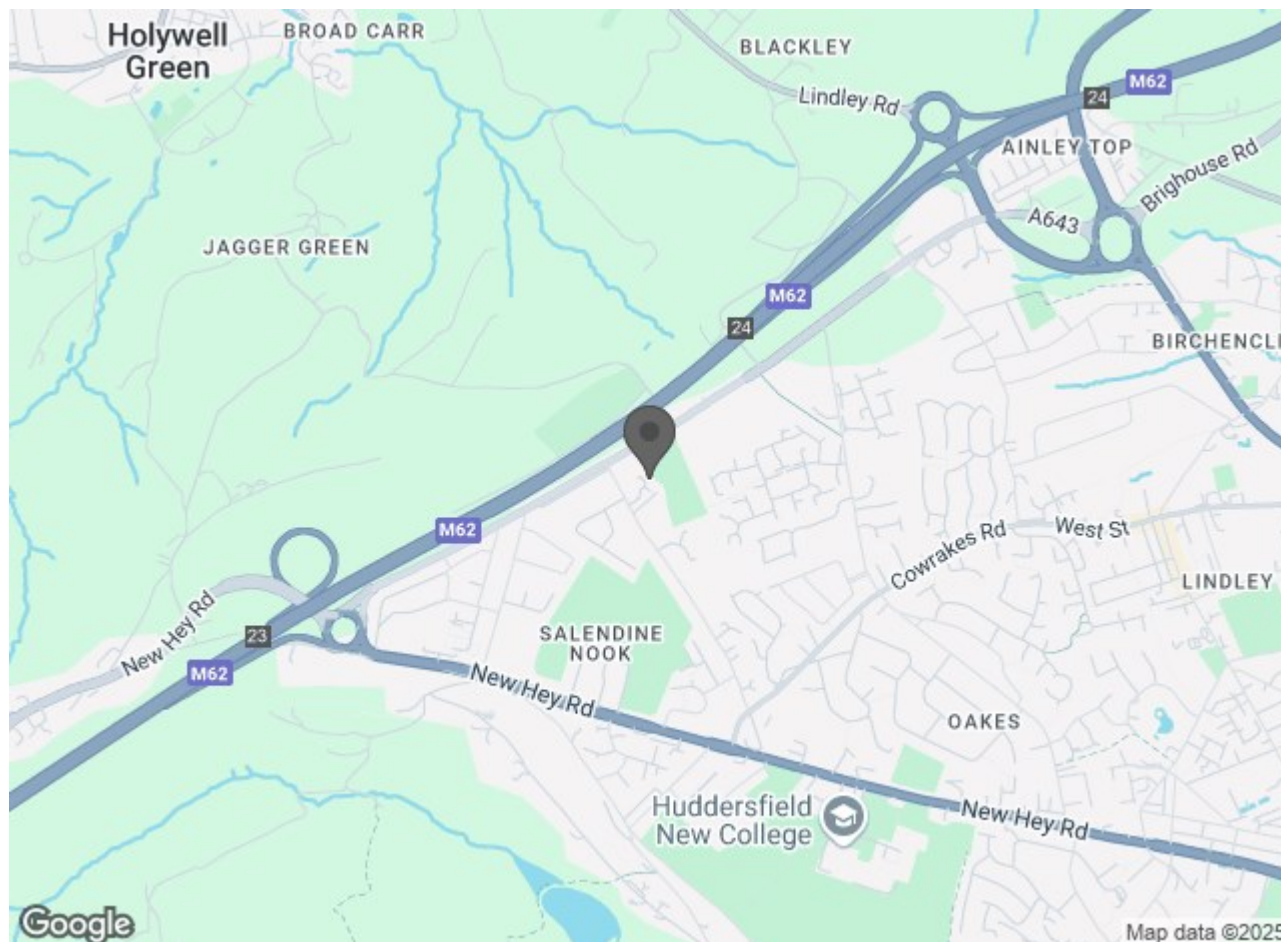 Holywell
Green
BROAD CARR
BLACKLEY
Lindley Rd
M62
24
AINLEY TOP
Brighouse Rd
A643
JAGGER GREEN
M62
24
BIRCHENCLI
M62
Cowrakes Rd
West St
LINDLEY
New Hey Rd
23
M62
SALENDINE
NOOK
New Hey Rd
OAKES
Huddersfield
New College
New Hey Rd
Google
Map data ©2025